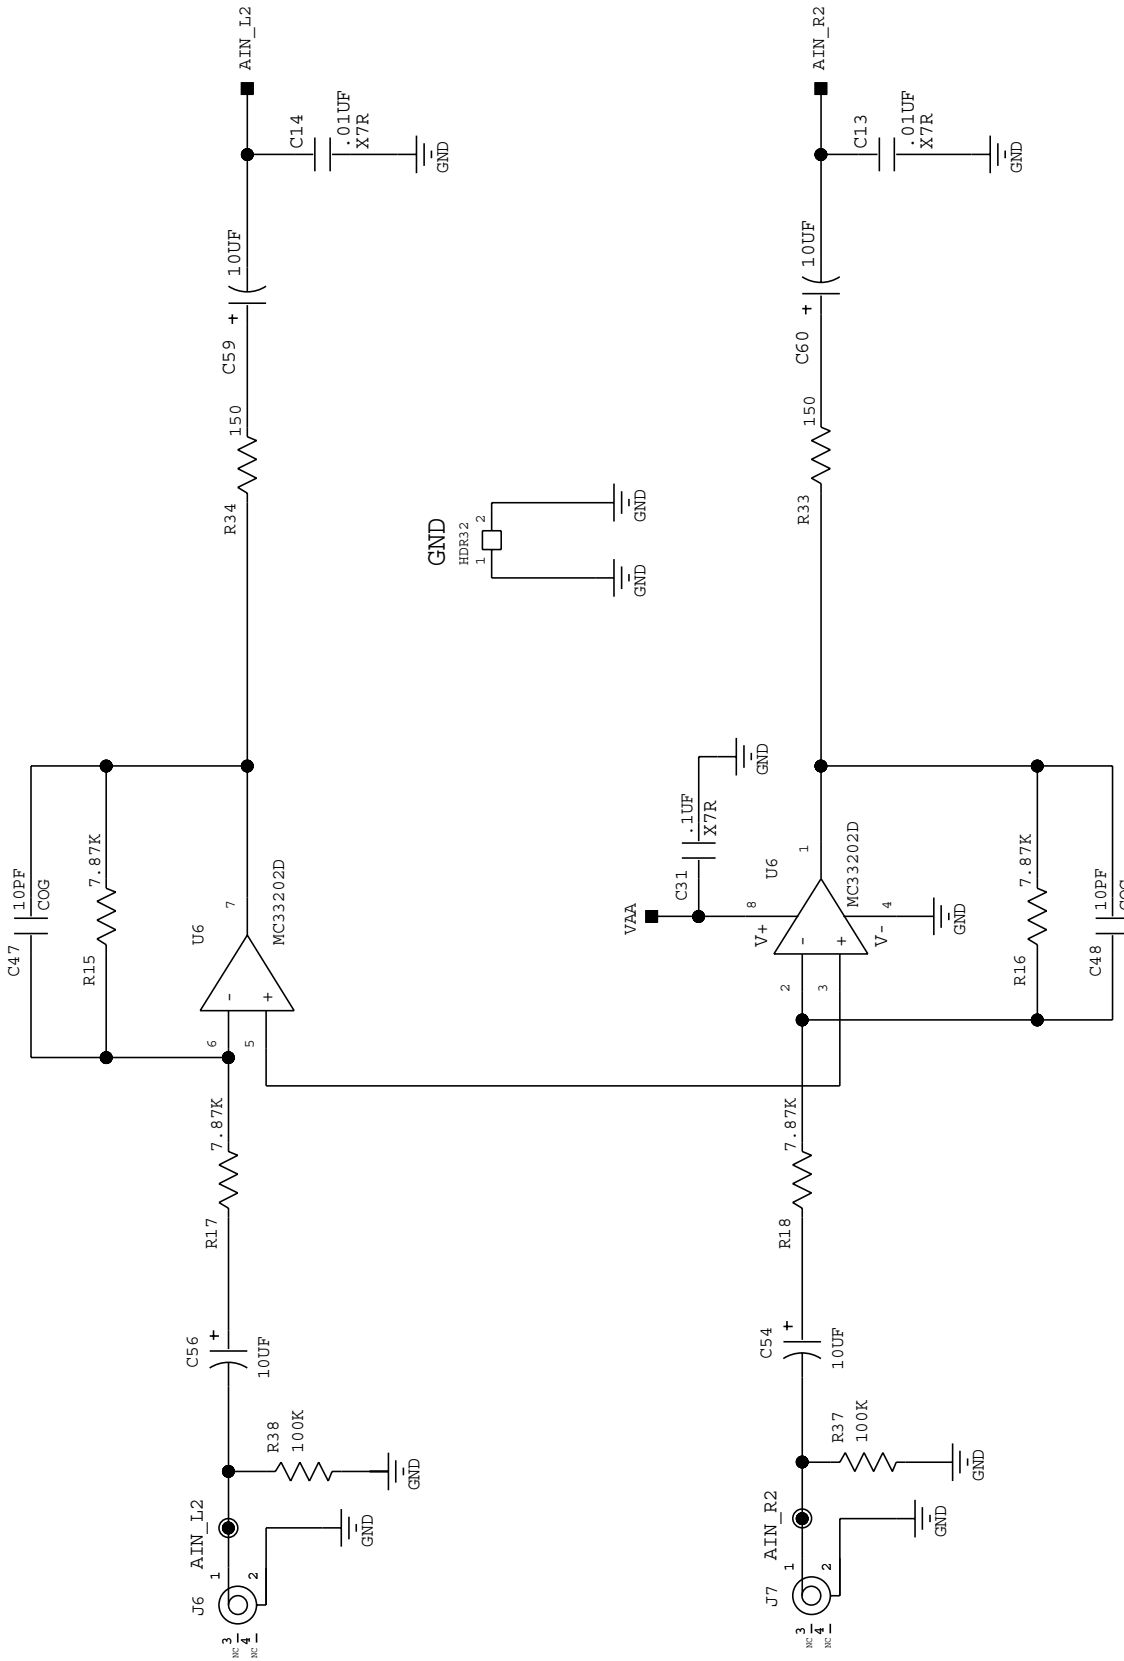 J6
1
2
3
4
NC
NC
AIN_L2
R38
100K
GND
GND
C56
+
10UF
R17
7.87K
6
5
-
+
U6
MC33202D
7
R15
7.87K
C47
10PF
COG
R34
150
C59
+
10UF
C14
.01UF
X7R
GND
AIN_L2
GND
HDR32
1
2
GND
GND
J7
1
2
3
4
NC
NC
AIN_R2
R37
100K
GND
GND
C54
+
10UF
R18
7.87K
2
3
-
+
V+
V-
8
4
U6
MC33202D
1
VAA
C31
.1UF
X7R
GND
GND
R16
7.87K
C48
10PF
COG
R33
150
C60
+
10UF
C13
.01UF
X7R
GND
AIN_R2